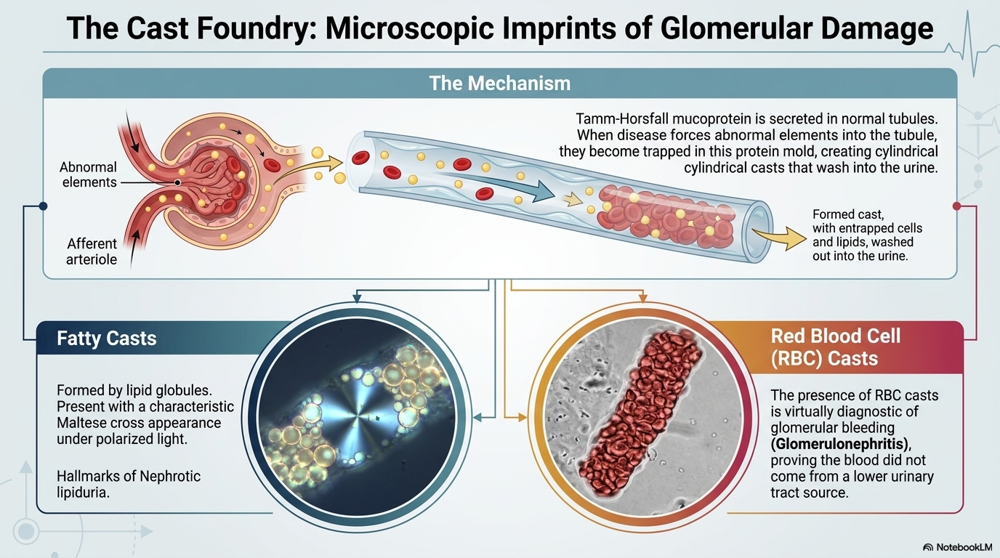 The Cast Foundry: Microscopic Imprints of Glomerular Damage
The Mechanism
Abnormal
elements
Afferent
arteriole
Tamm-Horsfall mucoprotein is secreted in normal tubules.
When disease forces abnormal elements into the tubule,
they become trapped in this protein mold, creating cylindrical
cylindrical casts that wash into the urine.
Formed cast,
with entrapped cells
and lipids, washed
out into the urine.
Fatty Casts
Formed by lipid globules.
Present with a characteristic
Maltese cross appearance
under polarized light.
Hallmarks of Nephrotic
lipiduria.
Red Blood Cell
(RBC) Casts
The presence of RBC casts
is virtually diagnostic of
glomerular bleeding
(Glomerulonephritis),
proving the blood did not
come from a lower urinary
tract source.
NotebookLM